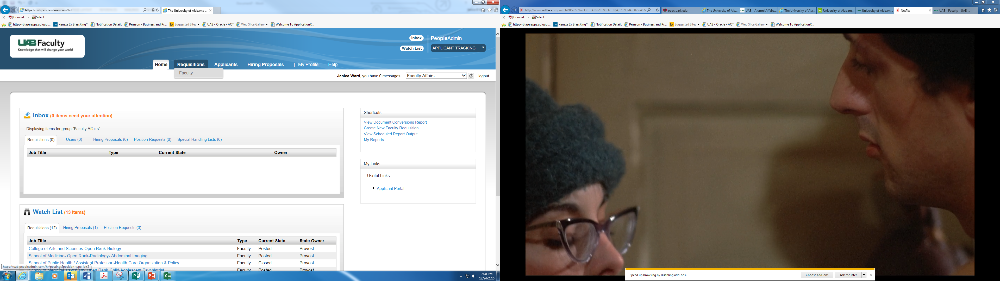 https://uab.peopleadmin.com/hr/
The University of Alabama ...
Convert Select
https--blazerapps.ad.uab.... Kenexa 2x BrassRing™ Notification Details Pearson - Business and Pr... Suggested Sites UAB - Oracle - ACT Web Slice Gallery Welcome To ApplicationX...
UAB Faculty
Knowledge that will change your world
Inbox PeopleAdmin
Watch List APPLICANT TRACKING
Home Requisitions Applicants Hiring Proposals | My Profile Help
Faculty
Janice Ward, you have 0 messages. Faculty Affairs logout
Inbox (0 items need your attention)
Displaying items for group "Faculty Affairs".
Requisitions (0) Users (0) Hiring Proposals (0) Position Requests (0) Special Handling Lists (0)
Job Title Type Current State Owner
Shortcuts
View Document Conversions Report
Create New Faculty Requisition
View Scheduled Report Output
My Reports
My Links
Useful Links
• Applicant Portal
Watch List (13 items)
Requisitions (12) Hiring Proposals (1) Position Requests (0)
Job Title Type Current State State Owner
College of Arts and Sciences-Open Rank-Biology Faculty Posted Provost
School of Medicine- Open Rank-Radiology- Abdominal Imaging Faculty Posted Provost
School of Public Health / Assistant Professor -Health Care Organization & Policy Faculty Closed Provost
School of Medicine-Psychiatry-Open Rank Child/Adolescent Psychiatrist Faculty Posted Provost
https://uab.peopleadmin.com/hr/postings?position_type_id=3
2:28 PM
12/24/2015
http://www.netflix.com/watch/915927?trackId=14183201&tctx=19,4,673213d4-08c5-467
oeoc.uark.edu The University of Ala... UAB - Alumni Affairs... The University of Ala... University of Alabam... University of Alabam... Netflix UAB - Faculty - UAB ...
Convert Select
https--blazerapps.ad.uab.... Kenexa 2x BrassRing™ Notification Details Pearson - Business and Pr... Suggested Sites UAB - Oracle - ACT Web Slice Gallery Welcome To ApplicationX...
Speed up browsing by disabling add-ons. Choose add-ons Ask me later